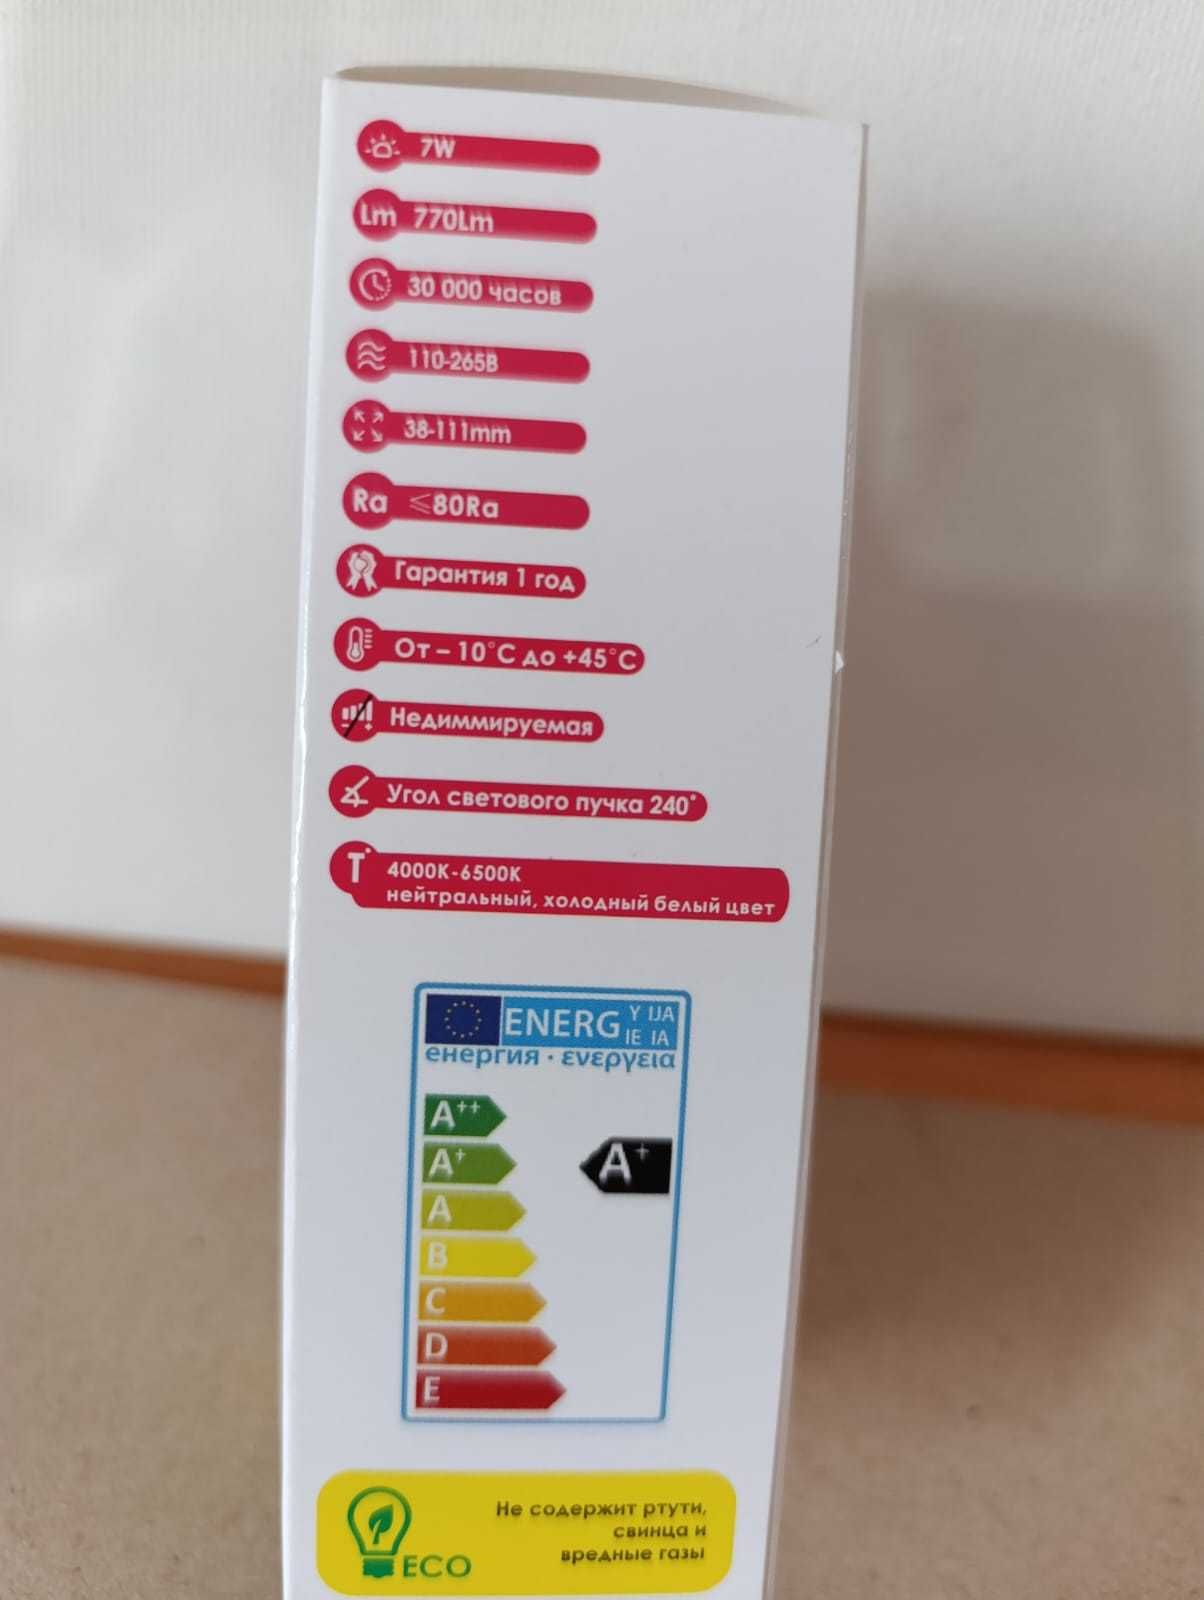 7W
Lm 770Lm
30 000 часов
110-265В
38-111mm
Ra ≤80Ra
Гарантия 1 год
От – 10°С до +45°С
Недиммируемая
Угол светового пучка 240°
T° 4000К-6500К
нейтральный, холодный белый цвет
ENERG Y IJA
IE IA
енергия · ενεργεια
A++
A+
A+
A
B
C
D
E
Не содержит ртути,
свинца и
вредные газы
ECO